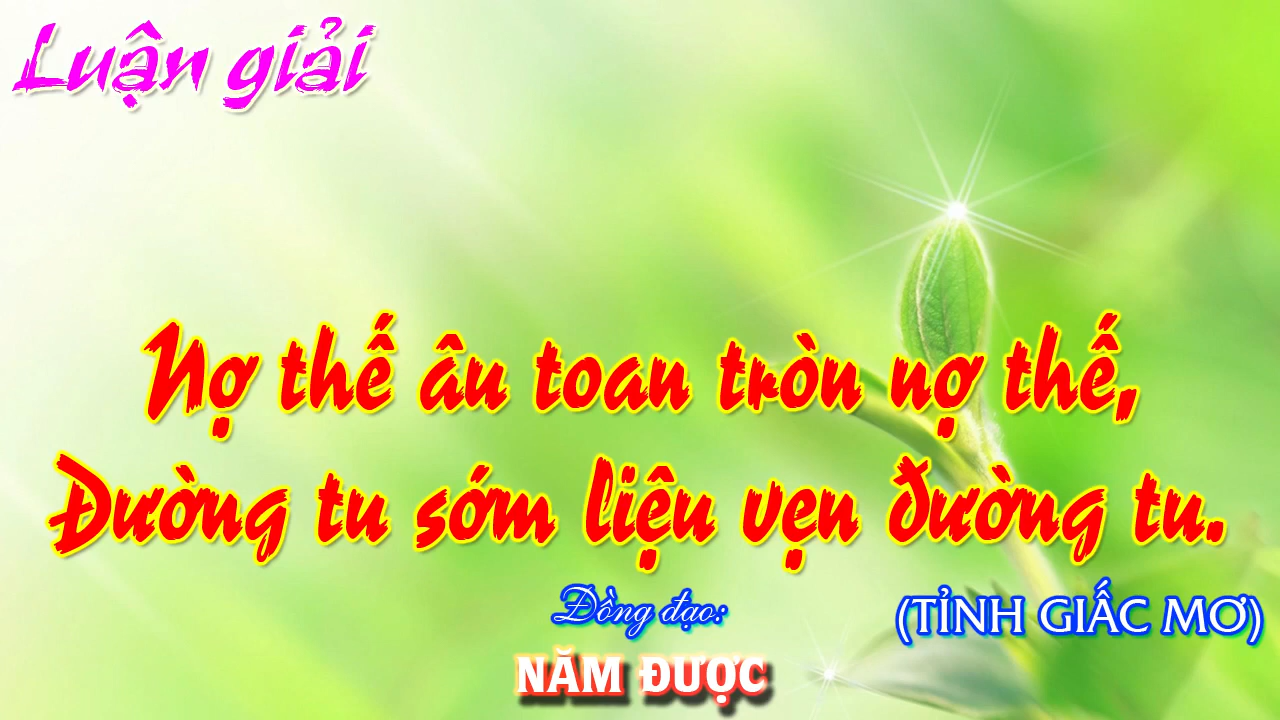 Luận giải
Nợ thế âu toan tròn nợ thế,
Đường tu sớm liệu vẹn đường tu.
Đồng đạo:
(TỈNH GIẤC MƠ)
NĂM ĐƯỢC